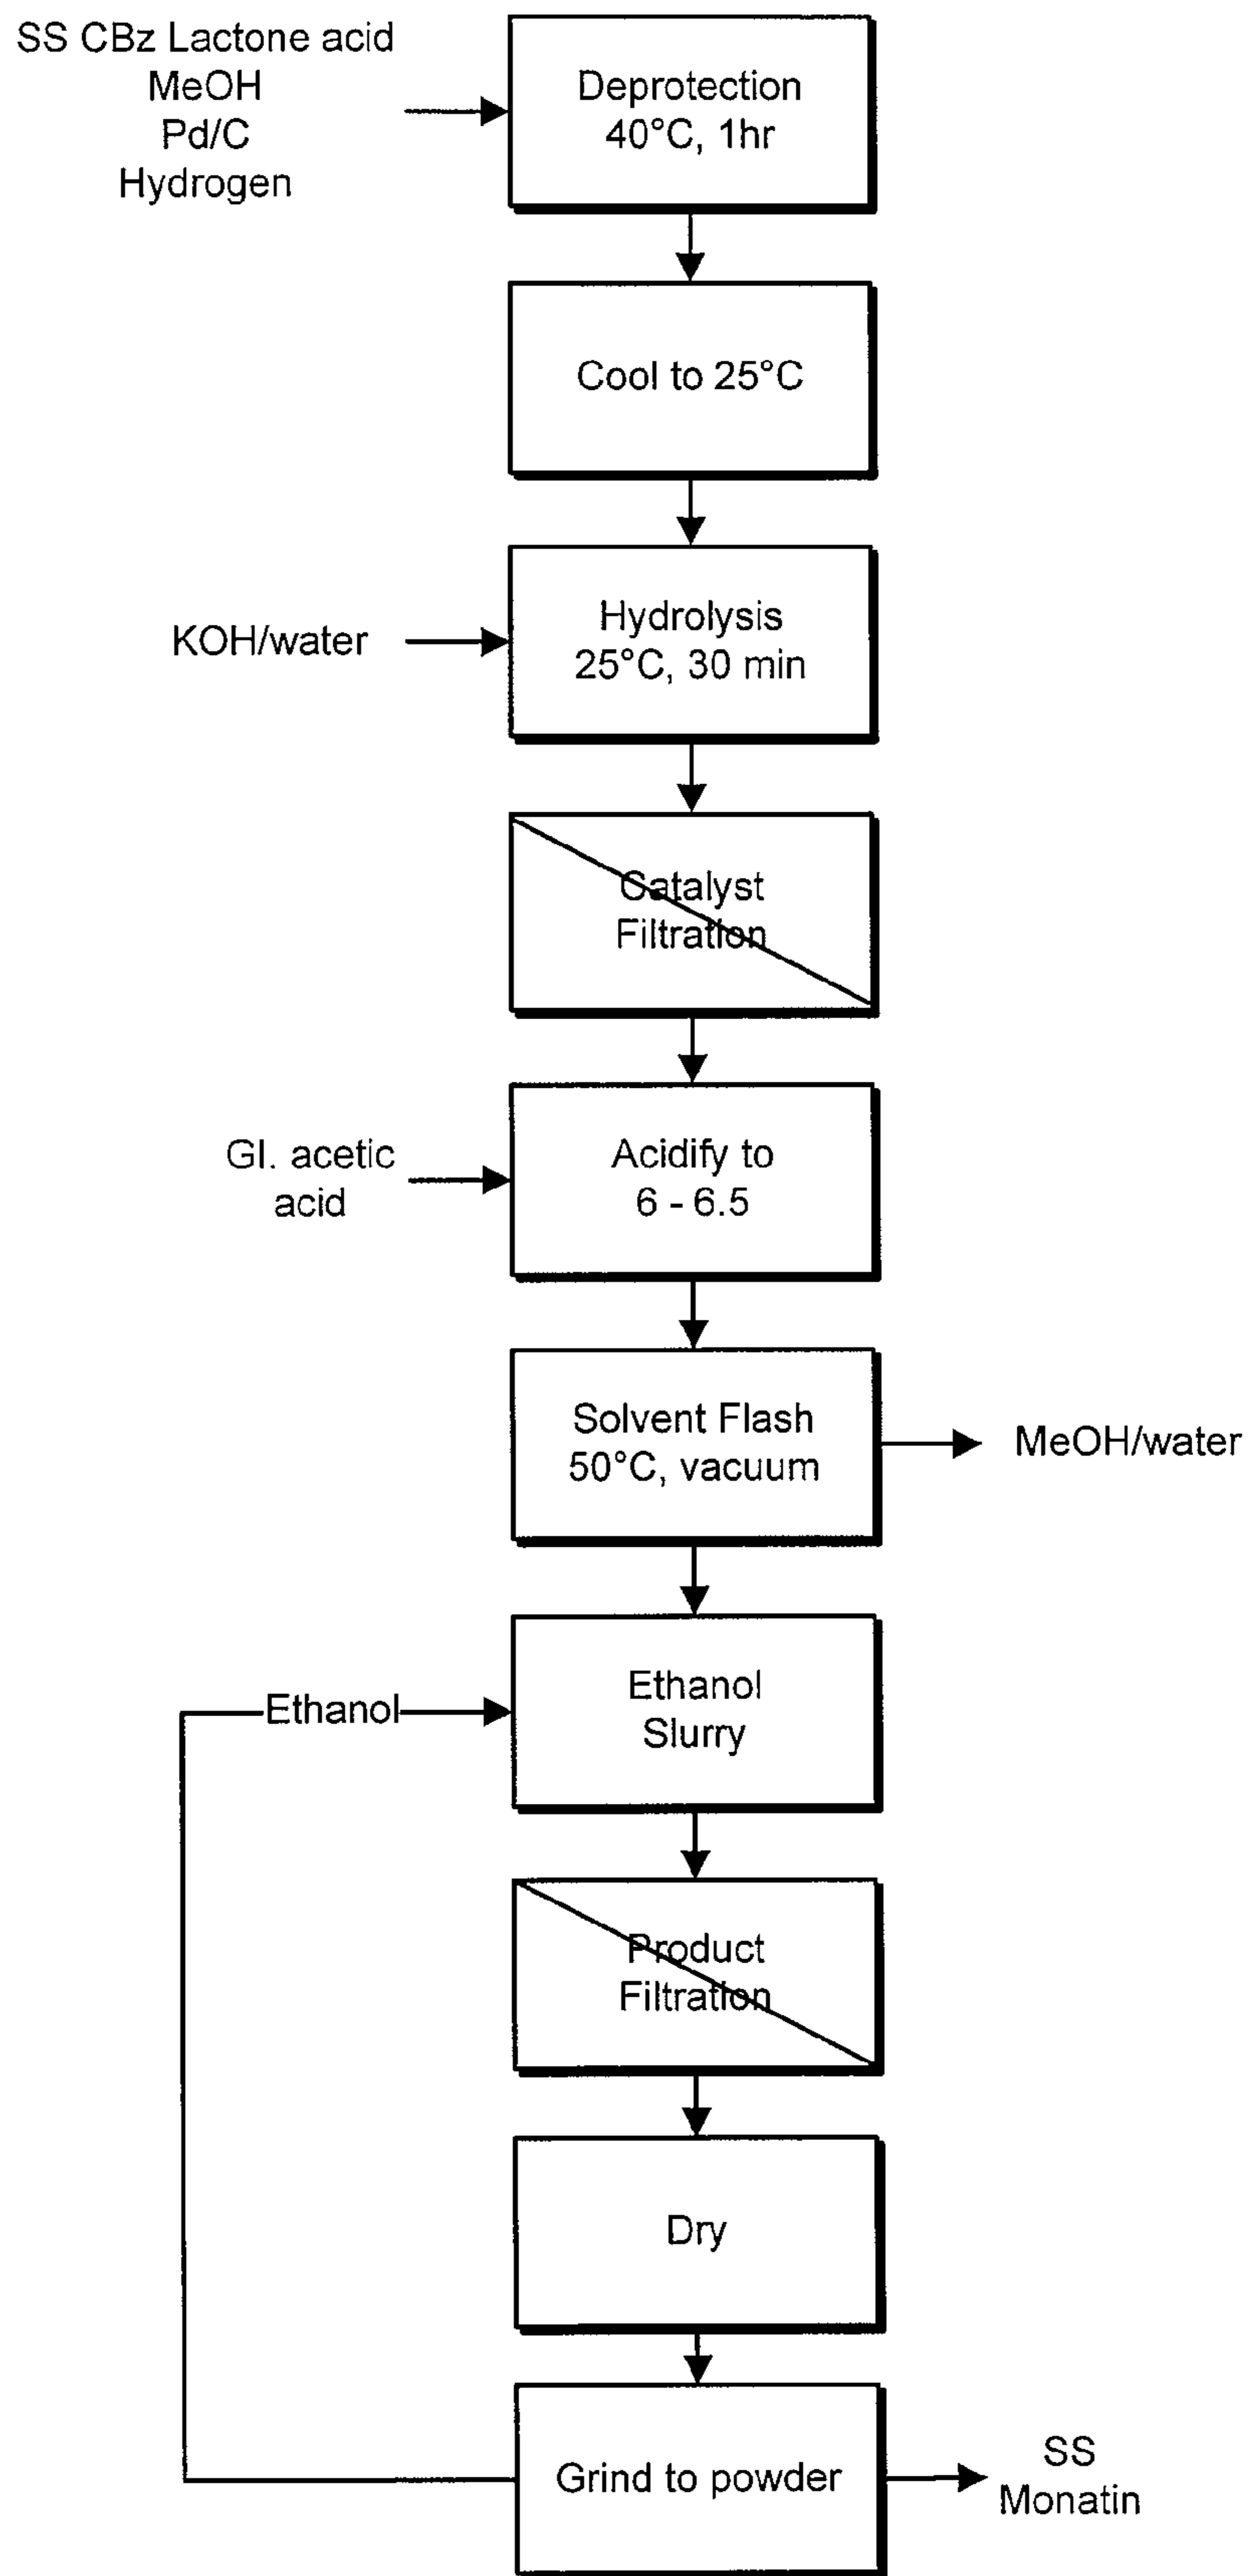 SS CBz Lactone acid
MeOH
Pd/C
Hydrogen
Deprotection
40°C, 1hr
Cool to 25°C
KOH/water
Hydrolysis
25°C, 30 min
Catalyst
Filtration
Gl. acetic
acid
Acidify to
6 - 6.5
Solvent Flash
50°C, vacuum
MeOH/water
Ethanol
Ethanol
Slurry
Product
Filtration
Dry
Grind to powder
SS
Monatin